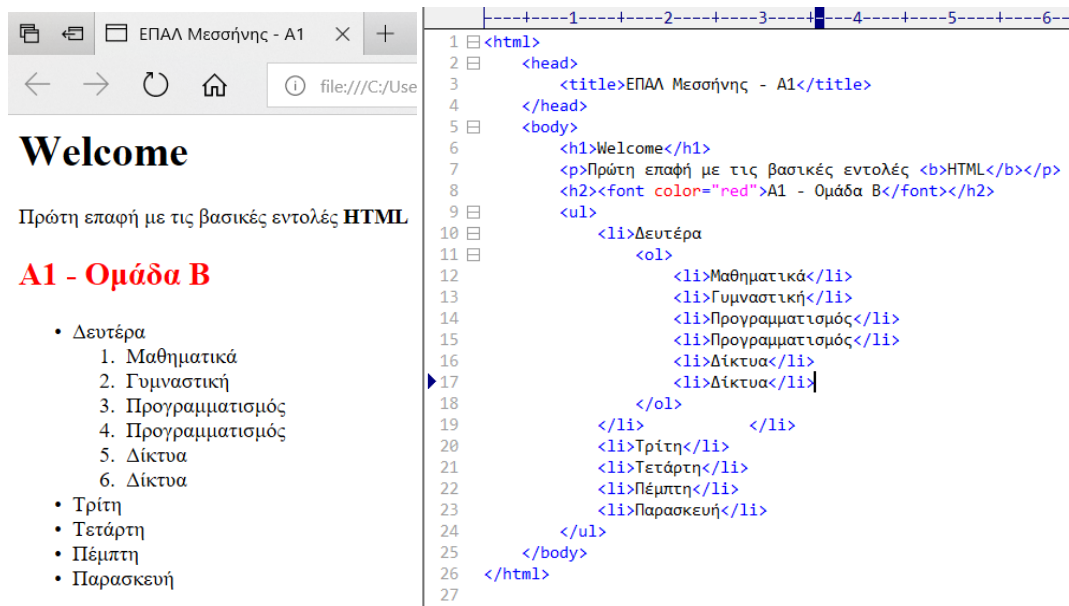 ΕΠΑΛ Μεσσήνης - Α1
file:///C:/Use
Welcome
Πρώτη επαφή με τις βασικές εντολές HTML
Α1 - Ομάδα Β
• Δευτέρα
1. Μαθηματικά
2. Γυμναστική
3. Προγραμματισμός
4. Προγραμματισμός
5. Δίκτυα
6. Δίκτυα
• Τρίτη
• Τετάρτη
• Πέμπτη
• Παρασκευή
----+----1----+----2----+----3----+----4----+----5----+----6--
1 <html>
2 <head>
3 <title>ΕΠΑΛ Μεσσήνης - Α1</title>
4 </head>
5 <body>
6 <h1>Welcome</h1>
7 <p>Πρώτη επαφή με τις βασικές εντολές <b>HTML</b></p>
8 <h2><font color="red">Α1 - Ομάδα Β</font></h2>
9 <ul>
10 <li>Δευτέρα
11 <ol>
12 <li>Μαθηματικά</li>
13 <li>Γυμναστική</li>
14 <li>Προγραμματισμός</li>
15 <li>Προγραμματισμός</li>
16 <li>Δίκτυα</li>
17 <li>Δίκτυα</li>
18 </ol>
19 </li> </li>
20 <li>Τρίτη</li>
21 <li>Τετάρτη</li>
22 <li>Πέμπτη</li>
23 <li>Παρασκευή</li>
24 </ul>
25 </body>
26 </html>
27